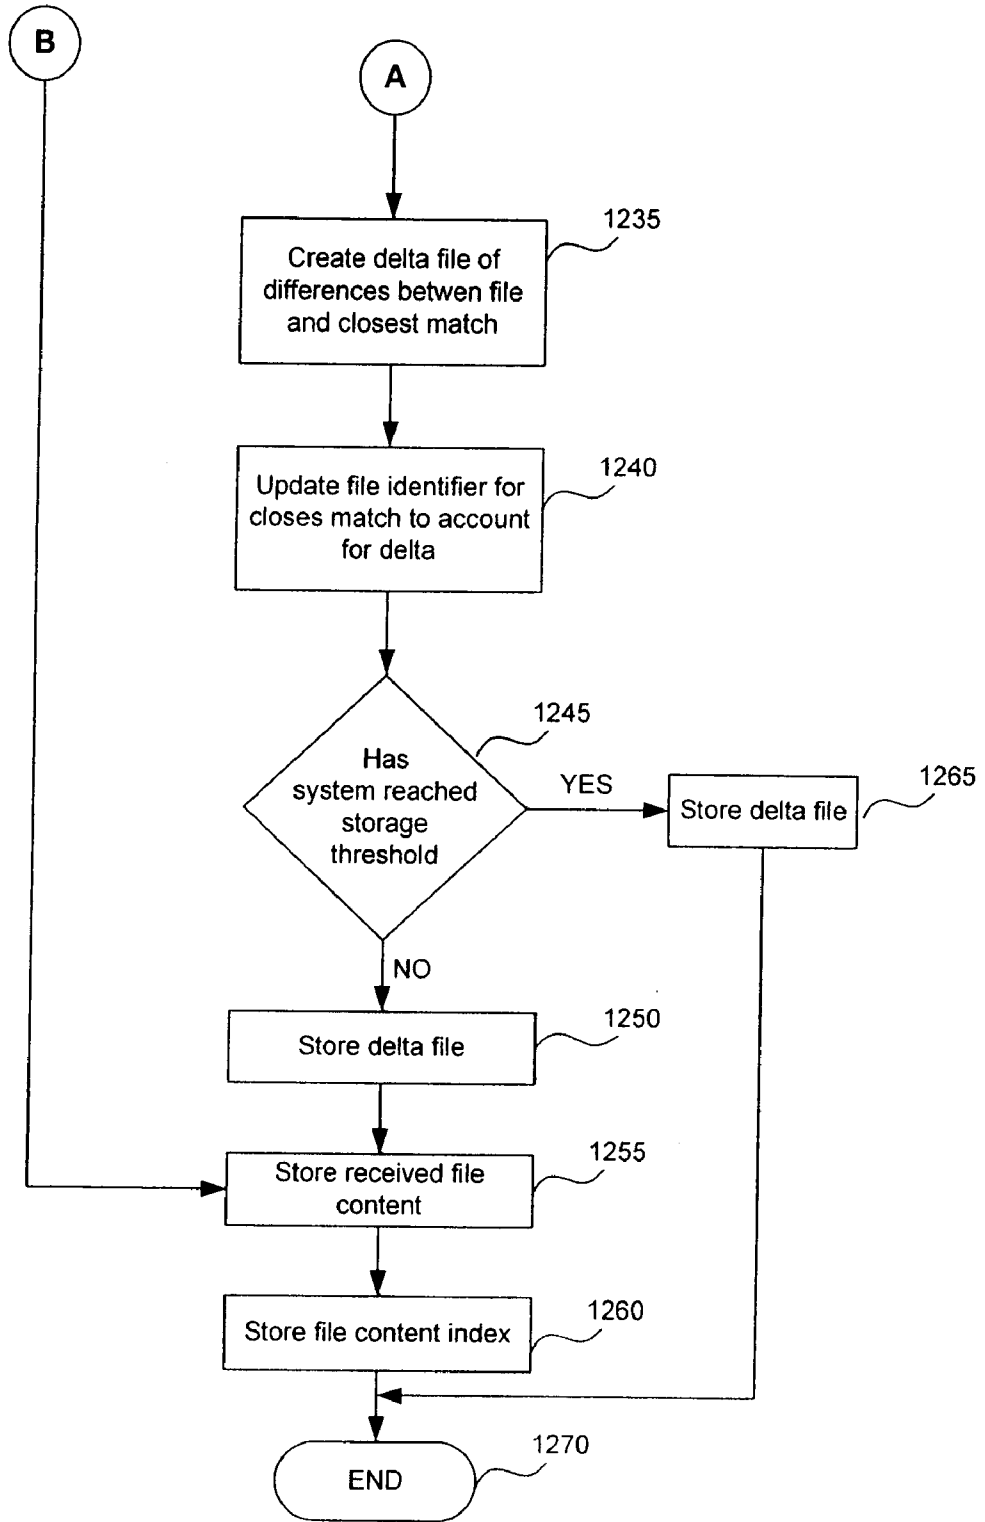 B
A
1235
Create delta file of
differences betwen file
and closest match
1240
Update file identifier for
closes match to account
for delta
1245
Has
system reached
storage
threshold
YES
1265
Store delta file
NO
1250
Store delta file
1255
Store received file
content
1260
Store file content index
1270
END